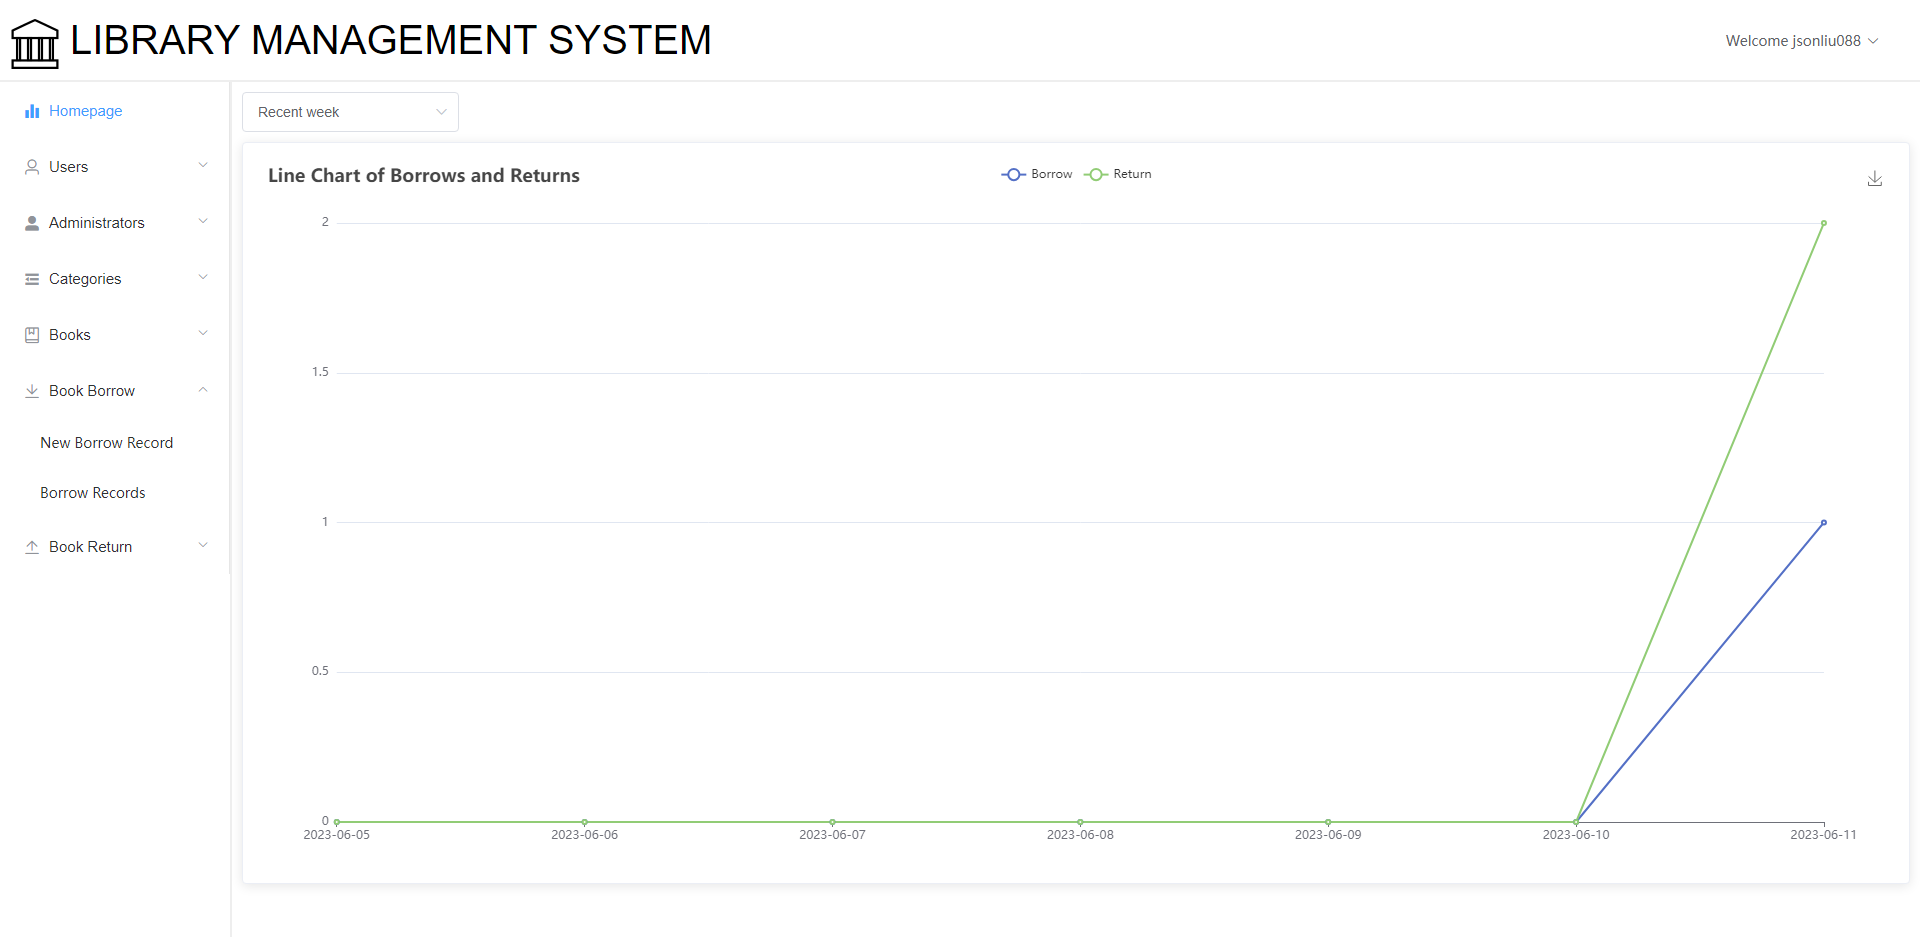 LIBRARY MANAGEMENT SYSTEM
Welcome jsonliu088
Homepage
Users
Administrators
Categories
Books
Book Borrow
New Borrow Record
Borrow Records
Book Return
Recent week
Line Chart of Borrows and Returns
Borrow Return
2
1.5
1
0.5
0
2023-06-05 2023-06-06 2023-06-07 2023-06-08 2023-06-09 2023-06-10 2023-06-11